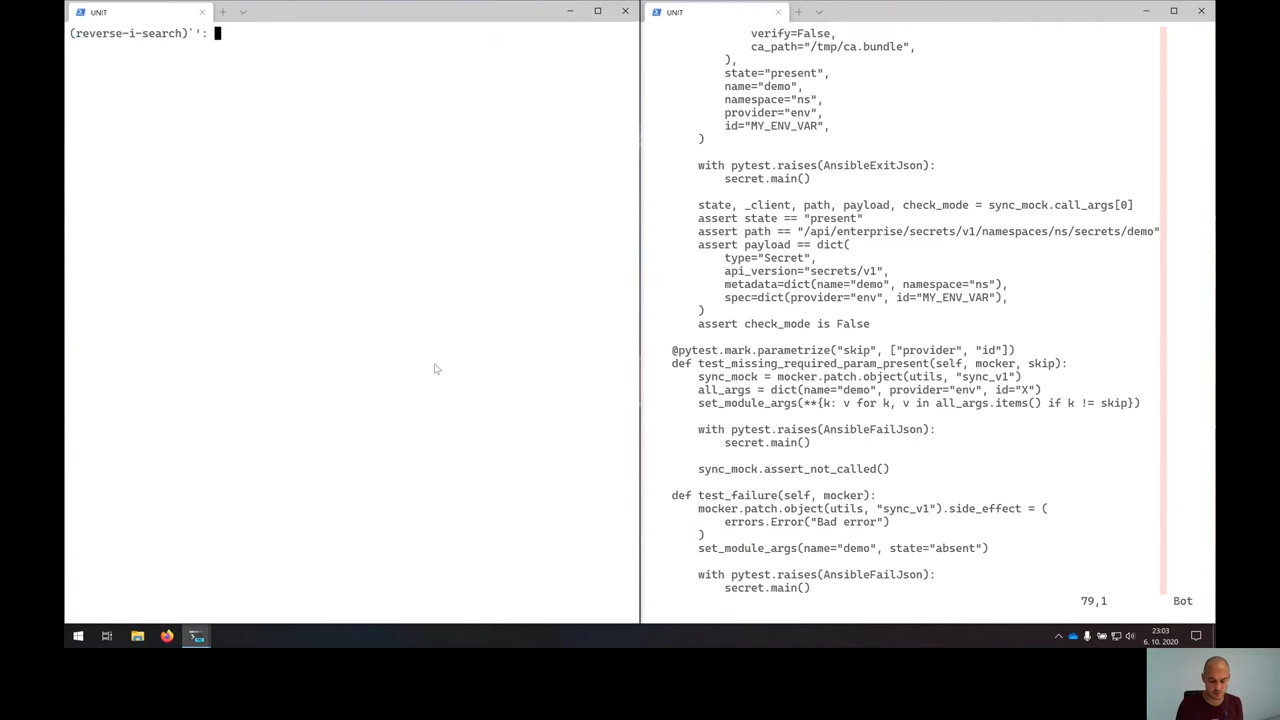 UNIT
(reverse-i-search)`':
UNIT
verify=False,
ca_path="/tmp/ca.bundle",
),
state="present",
name="demo",
namespace="ns",
provider="env",
id="MY_ENV_VAR",
)
with pytest.raises(AnsibleExitJson):
secret.main()
state, _client, path, payload, check_mode = sync_mock.call_args[0]
assert state == "present"
assert path == "/api/enterprise/secrets/v1/namespaces/ns/secrets/demo"
assert payload == dict(
type="Secret",
api_version="secrets/v1",
metadata=dict(name="demo", namespace="ns"),
spec=dict(provider="env", id="MY_ENV_VAR"),
)
assert check_mode is False
@pytest.mark.parametrize("skip", ["provider", "id"])
def test_missing_required_param_present(self, mocker, skip):
sync_mock = mocker.patch.object(utils, "sync_v1")
all_args = dict(name="demo", provider="env", id="X")
set_module_args(**{k: v for k, v in all_args.items() if k != skip})
with pytest.raises(AnsibleFailJson):
secret.main()
sync_mock.assert_not_called()
def test_failure(self, mocker):
mocker.patch.object(utils, "sync_v1").side_effect = (
errors.Error("Bad error")
)
set_module_args(name="demo", state="absent")
with pytest.raises(AnsibleFailJson):
secret.main()
79,1 Bot
23:03
6. 10. 2020